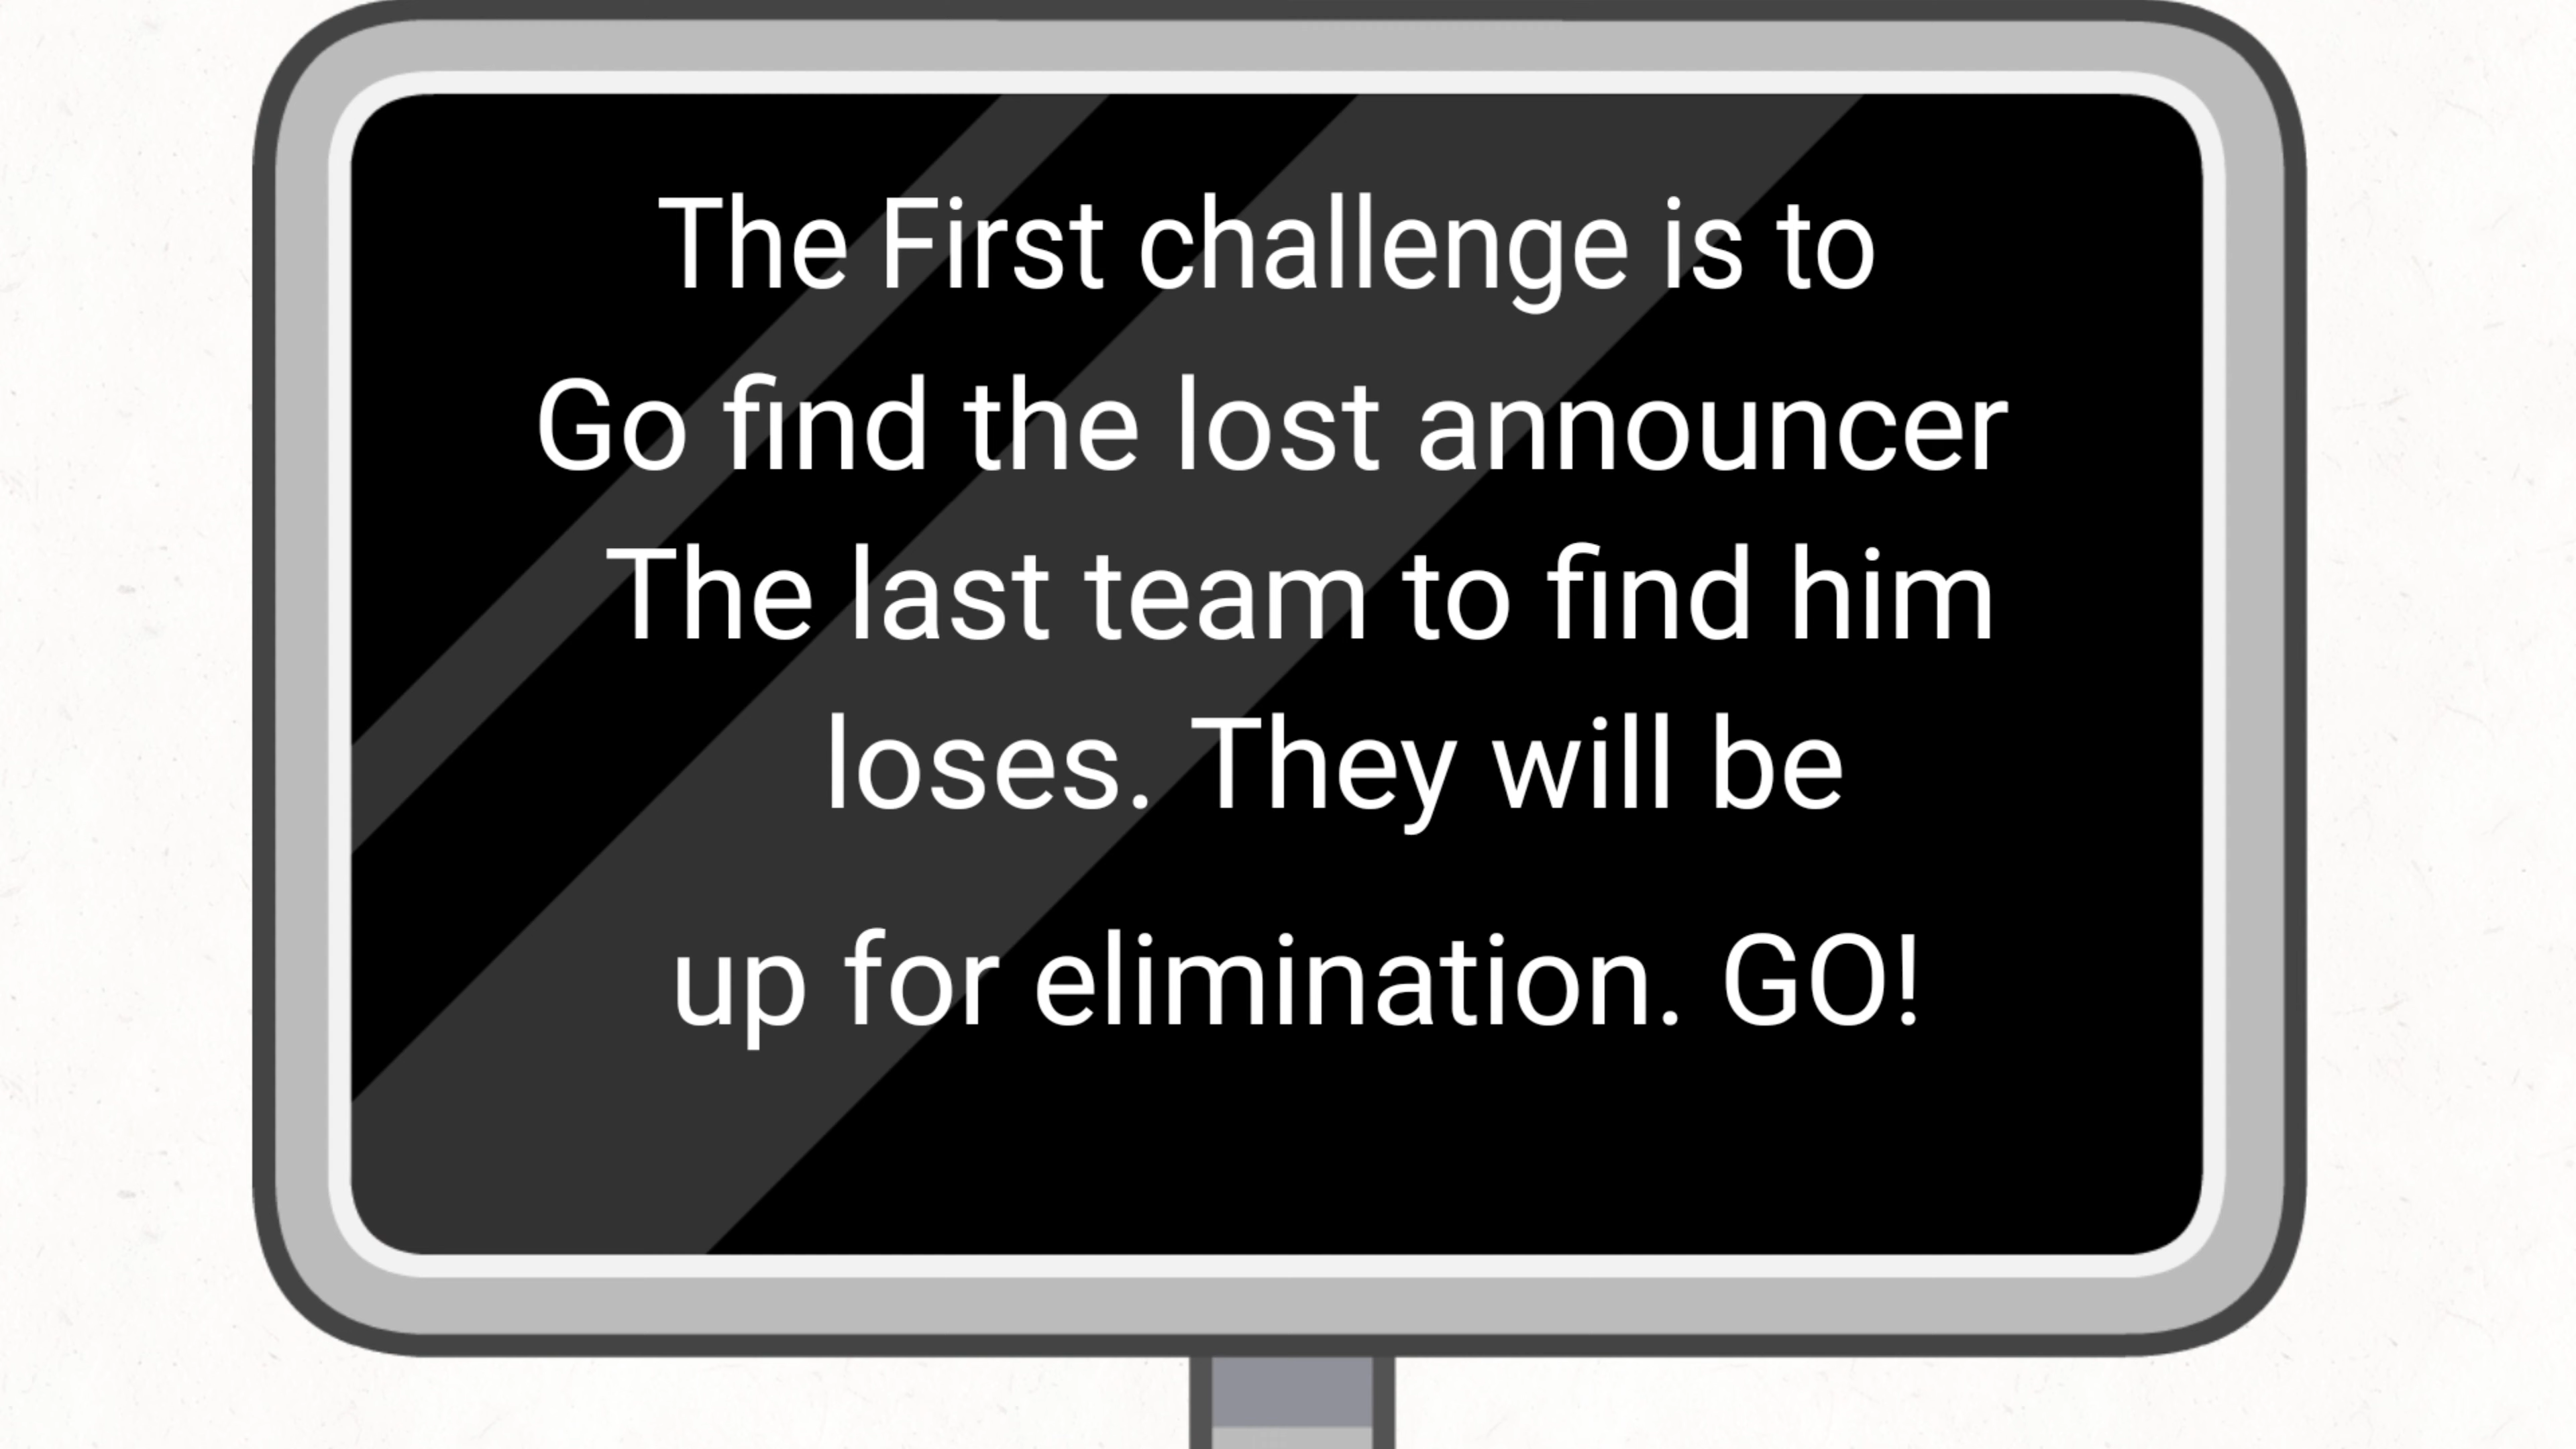 The First challenge is to
Go find the lost announcer
The last team to find him
loses. They will be
up for elimination. GO!